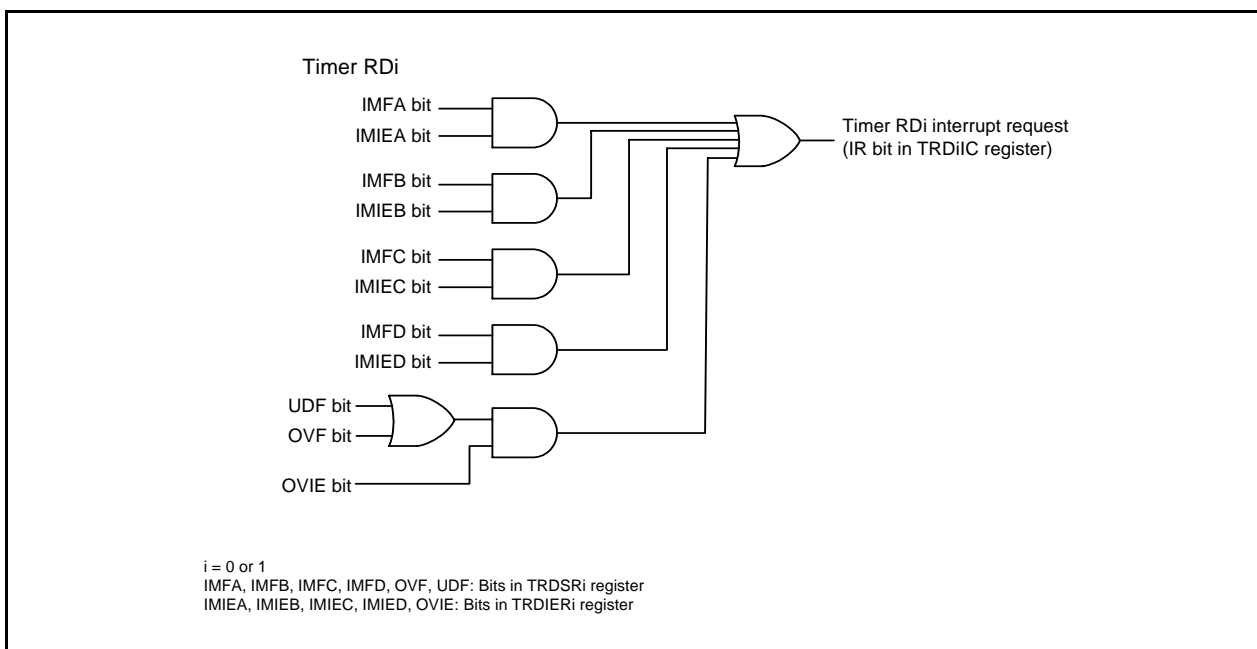 Timer RDi
IMFA bit
IMIEA bit
Timer RDi interrupt request
(IR bit in TRDiIC register)
IMFB bit
IMIEB bit
IMFC bit
IMIEC bit
IMFD bit
IMIED bit
UDF bit
OVF bit
OVIE bit
i = 0 or 1
IMFA, IMFB, IMFC, IMFD, OVF, UDF: Bits in TRDSRi register
IMIEA, IMIEB, IMIEC, IMIED, OVIE: Bits in TRDIERi register